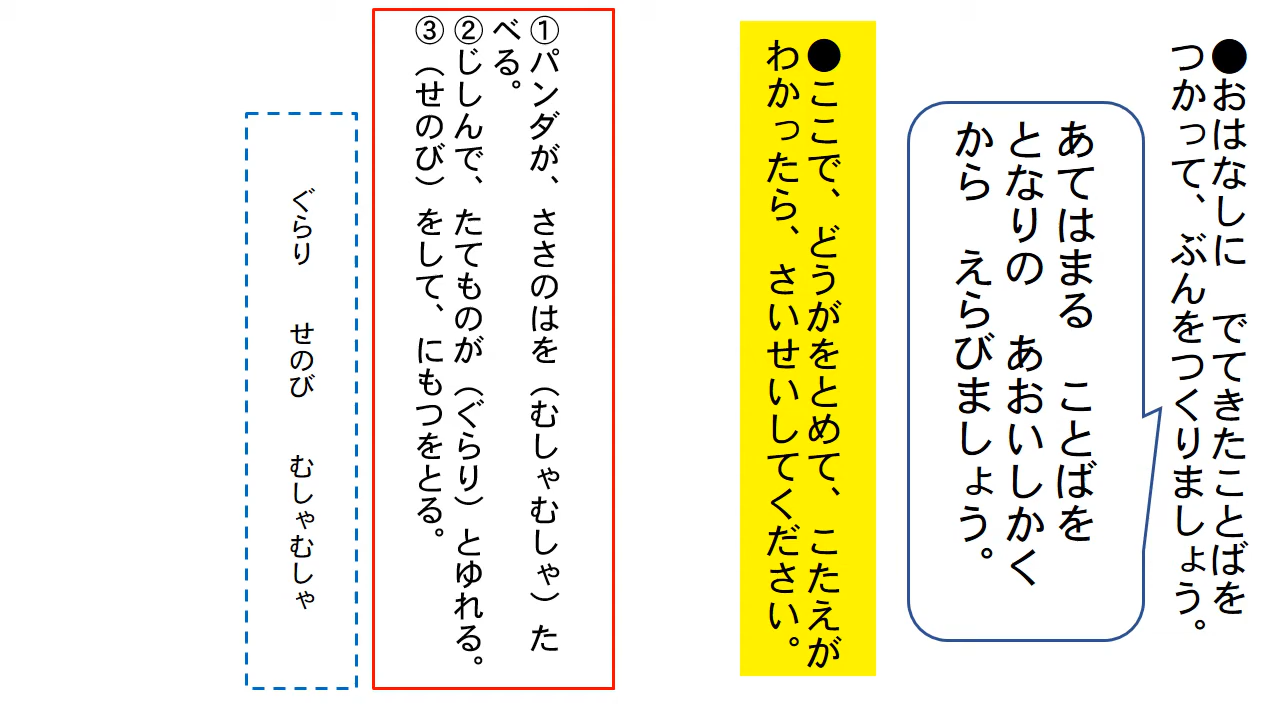 ●おはなしに　でてきたことばを
つかって、ぶんをつくりましょう。
あてはまる　ことばを
となりの　あおいしかく
から　えらびましょう。
●ここで、どうがをとめて、こたえが
わかったら、さいせいしてください。
①パンダが、ささのはを（むしゃむしゃ）た
べる。
②じしんで、たてものが（ぐらり）とゆれる。
③（せのび）をして、にもつをとる。
ぐらり　せのび　むしゃむしゃ